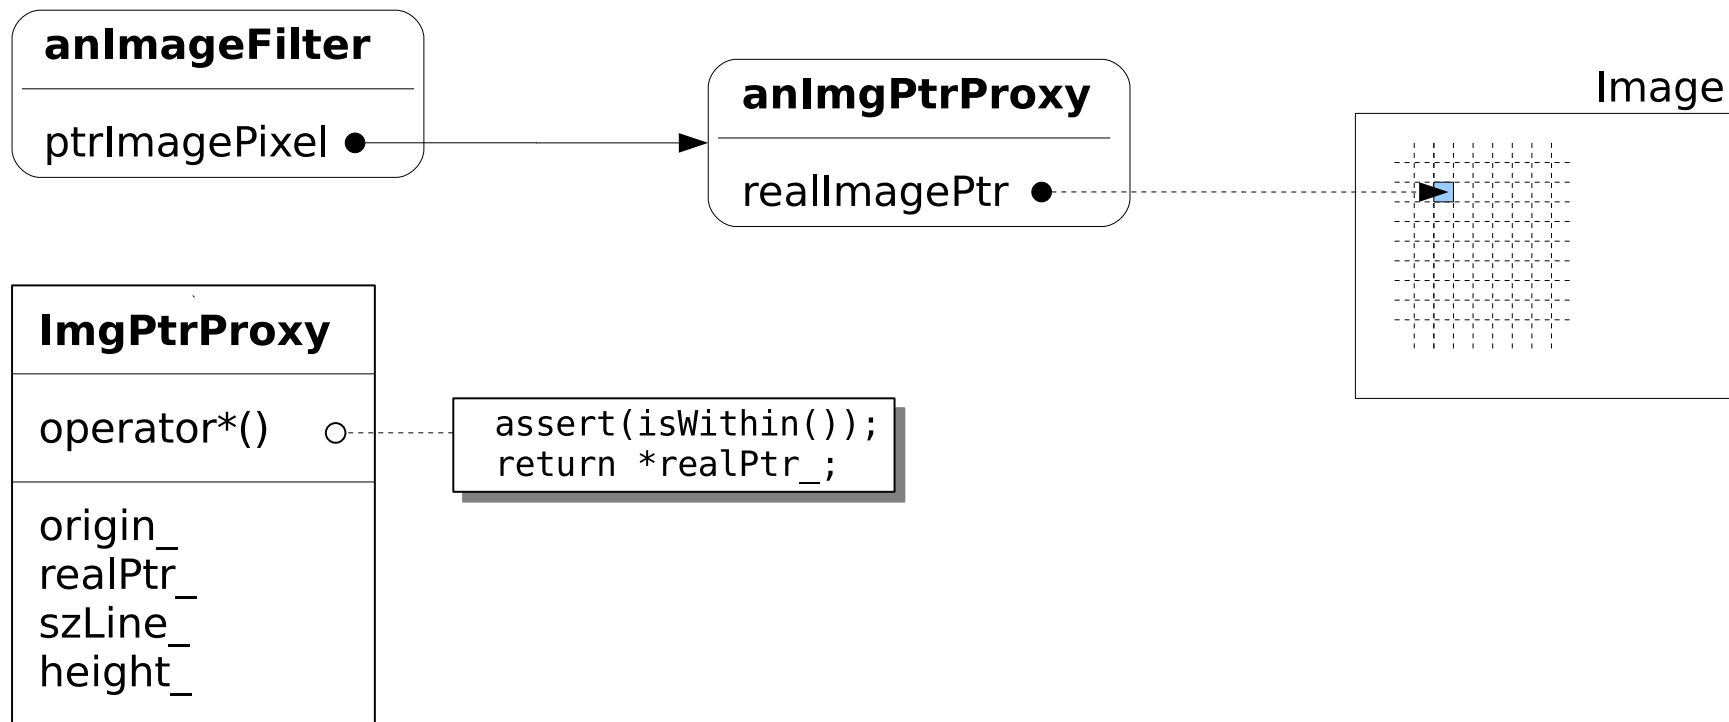 anImageFilter
ptrImagePixel
anImgPtrProxy
realImagePtr
Image
ImgPtrProxy
operator*()
assert(isWithin());
return *realPtr_;
origin_
realPtr_
szLine_
height_